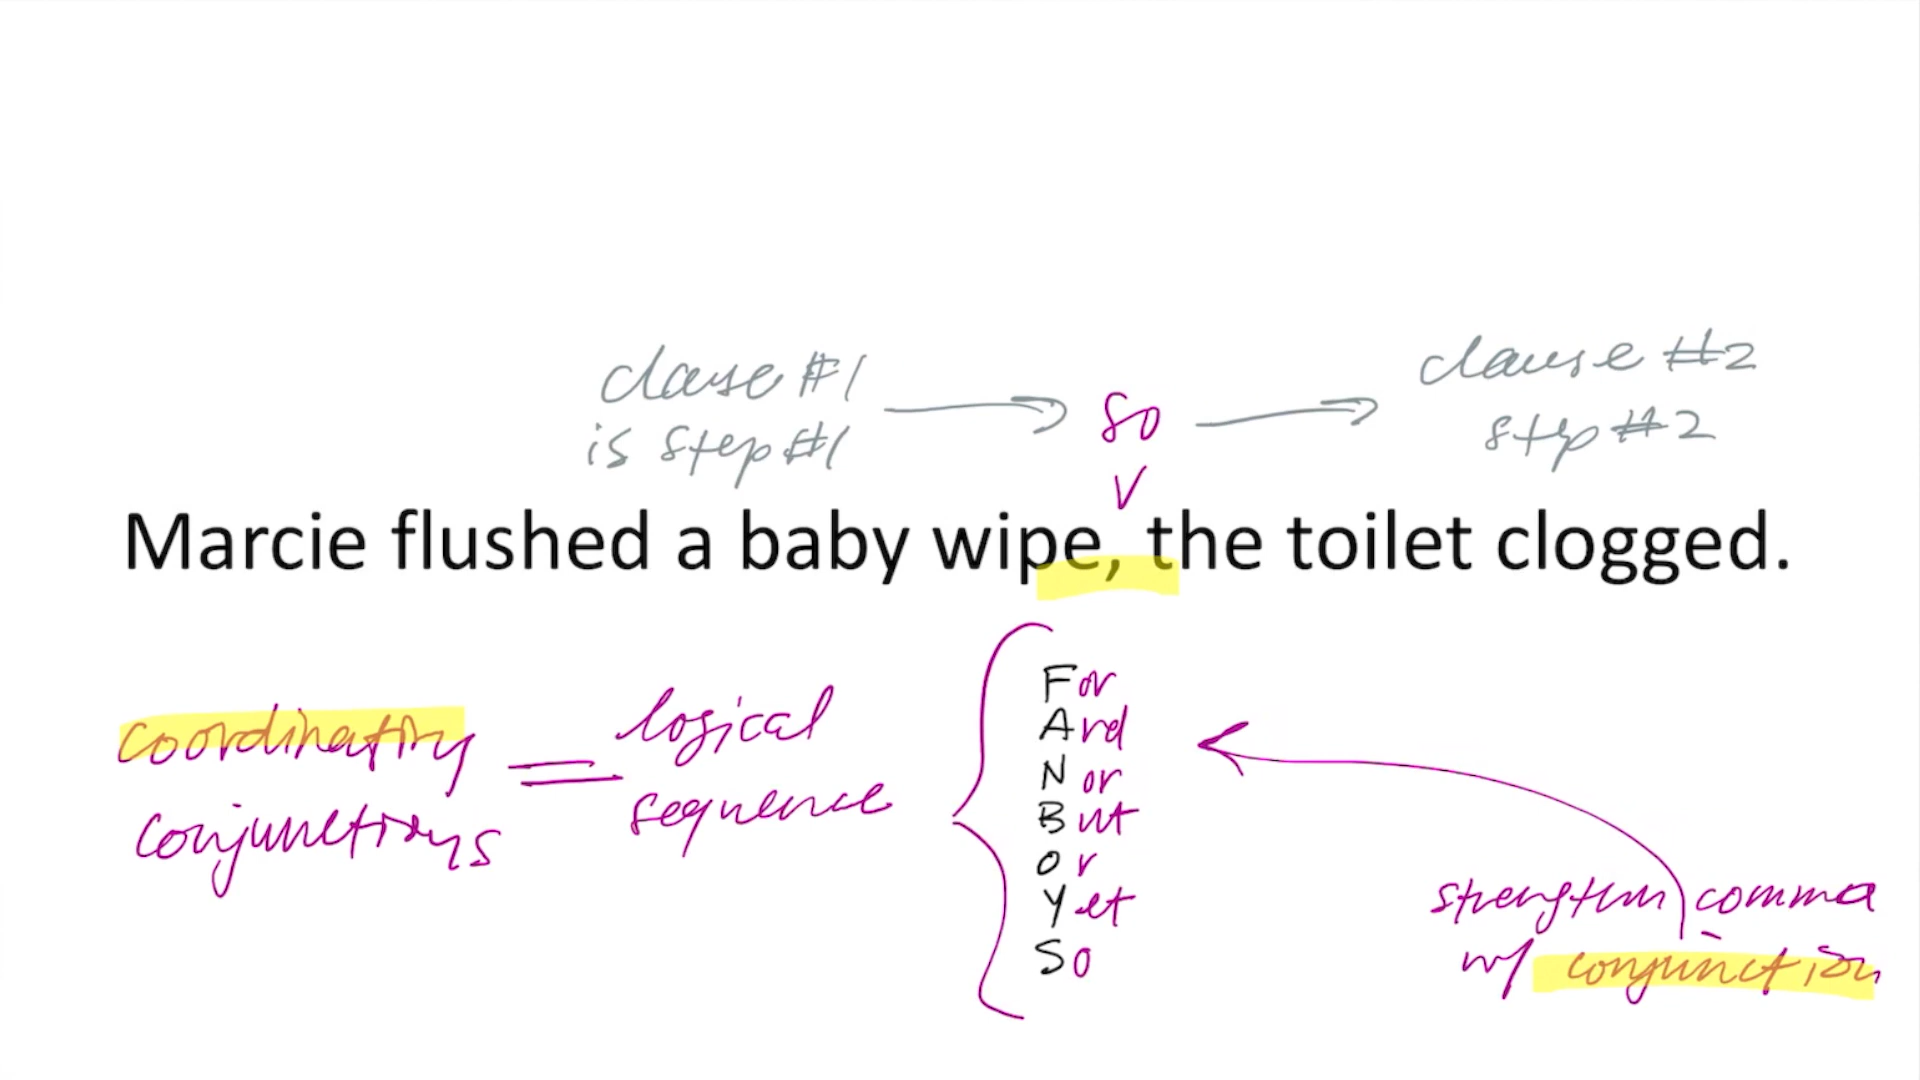 clause #1
is step #1
so
clause #2
step #2
Marcie flushed a baby wipe, the toilet clogged.
coordinating
conjunctions
=
logical
sequence
For
And
Nor
But
Or
Yet
So
strengthen comma
w/ conjunction